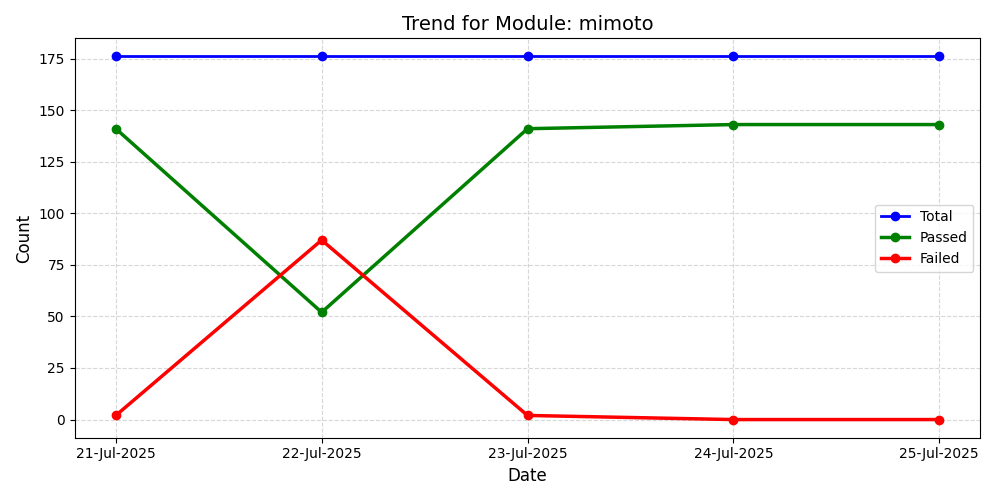 Trend for Module: mimoto
Count
175
150
125
100
75
50
25
0
Total
Passed
Failed
21-Jul-2025
22-Jul-2025
23-Jul-2025
24-Jul-2025
25-Jul-2025
Date